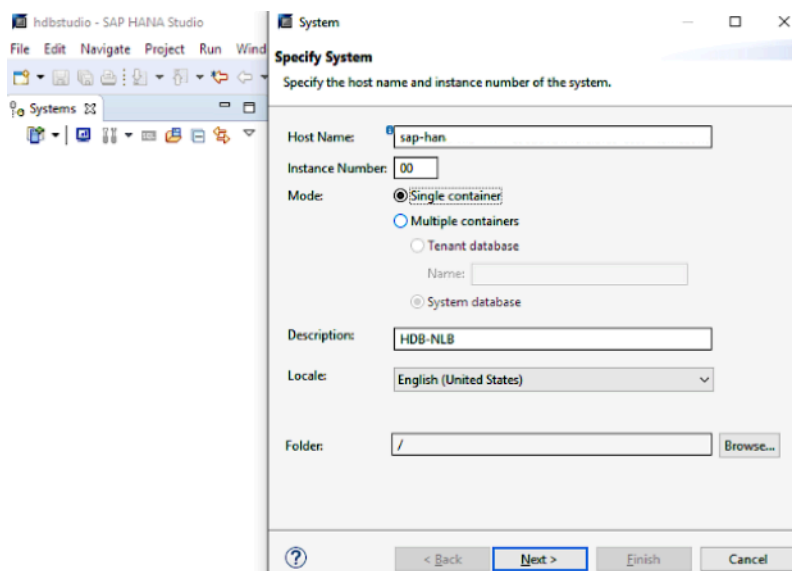 hdbstudio - SAP HANA Studio
File Edit Navigate Project Run Wind
Systems
System
Specify System
Specify the host name and instance number of the system.
Host Name: sap-han
Instance Number: 00
Mode: Single container
Multiple containers
Tenant database
Name:
System database
Description: HDB-NLB
Locale: English (United States)
Folder: / Browse...
? < Back Next > Finish Cancel